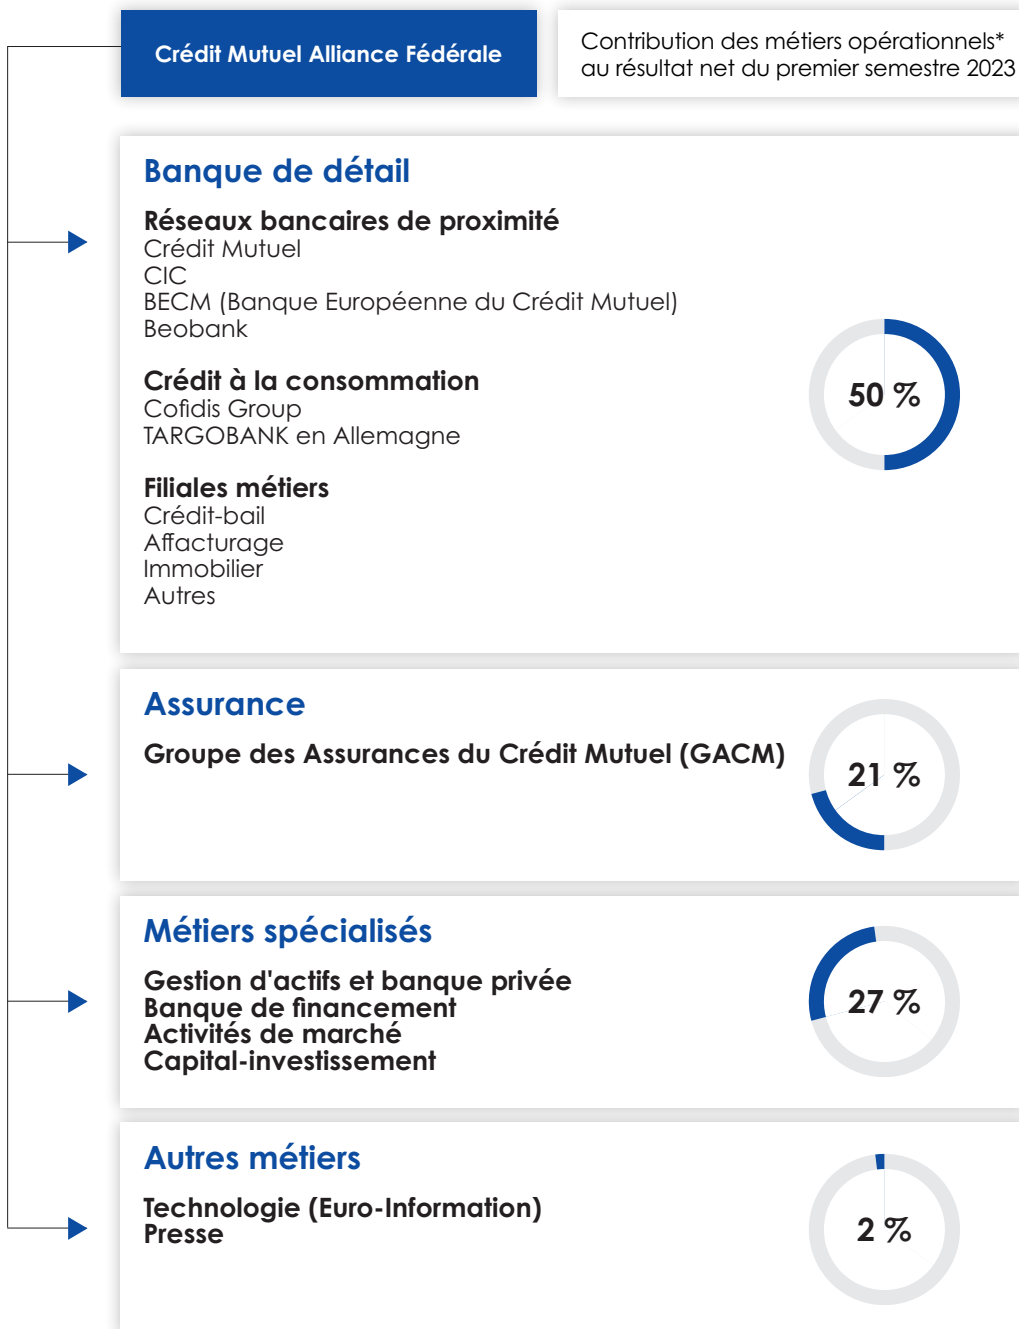 Crédit Mutuel Alliance Fédérale
Contribution des métiers opérationnels*
au résultat net du premier semestre 2023
Banque de détail
Réseaux bancaires de proximité
Crédit Mutuel
CIC
BECM (Banque Européenne du Crédit Mutuel)
Beobank
Crédit à la consommation
Cofidis Group
TARGOBANK en Allemagne
50 %
Filiales métiers
Crédit-bail
Affacturage
Immobilier
Autres
Assurance
Groupe des Assurances du Crédit Mutuel (GACM)
21 %
Métiers spécialisés
Gestion d'actifs et banque privée
Banque de financement
Activités de marché
Capital-investissement
27 %
Autres métiers
Technologie (Euro-Information)
Presse
2 %